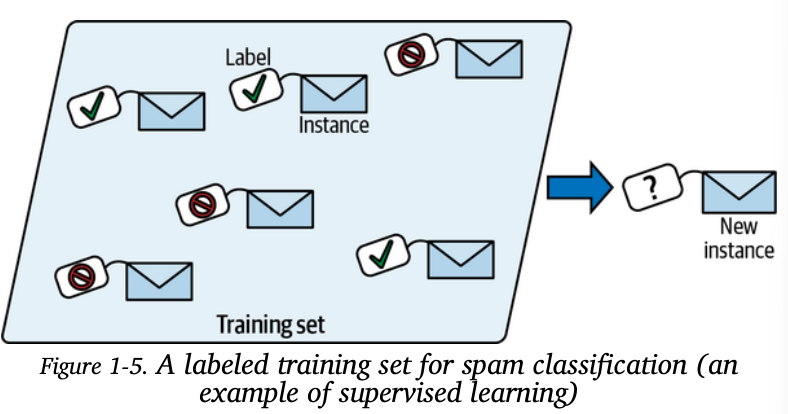 Label
Instance
?
New
instance
Training set
Figure 1-5. A labeled training set for spam classification (an
example of supervised learning)